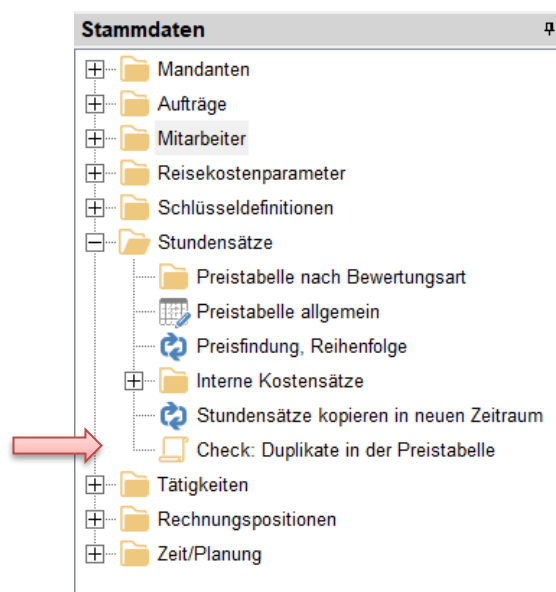 Stammdaten
Mandanten
Aufträge
Mitarbeiter
Reisekostenparameter
Schlüsseldefinitionen
Stundensätze
Preistabelle nach Bewertungsart
Preistabelle allgemein
Preisfindung, Reihenfolge
Interne Kostensätze
Stundensätze kopieren in neuen Zeitraum
Check: Duplikate in der Preistabelle
Tätigkeiten
Rechnungspositionen
Zeit/Planung